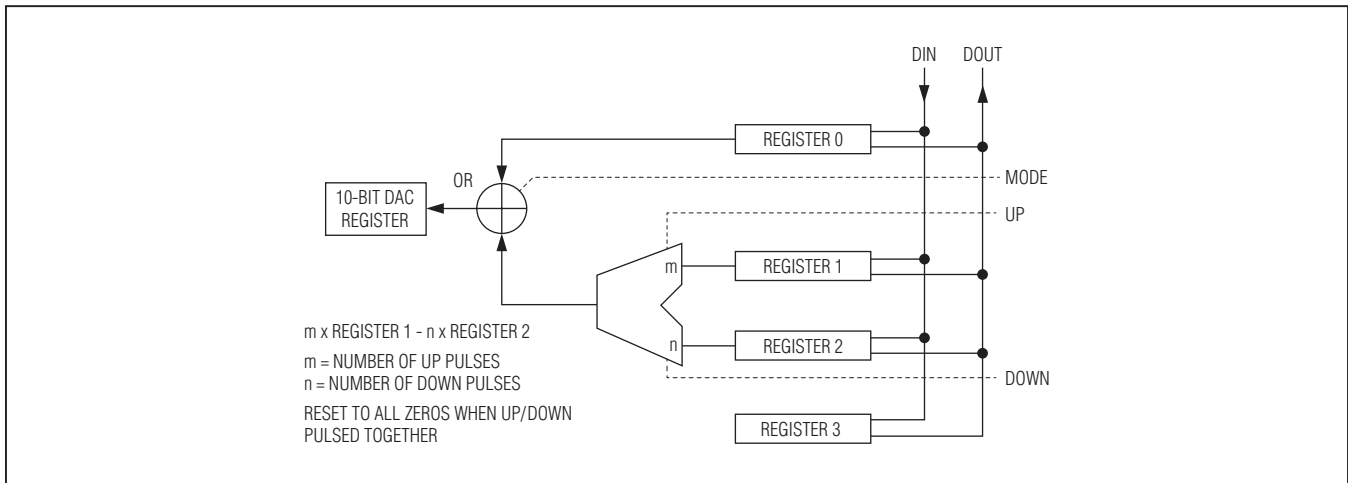 DIN DOUT
REGISTER 0
MODE
OR
10-BIT DAC
REGISTER
UP
m REGISTER 1
m x REGISTER 1 - n x REGISTER 2
n REGISTER 2
m = NUMBER OF UP PULSES
n = NUMBER OF DOWN PULSES
DOWN
RESET TO ALL ZEROS WHEN UP/DOWN
PULSED TOGETHER
REGISTER 3